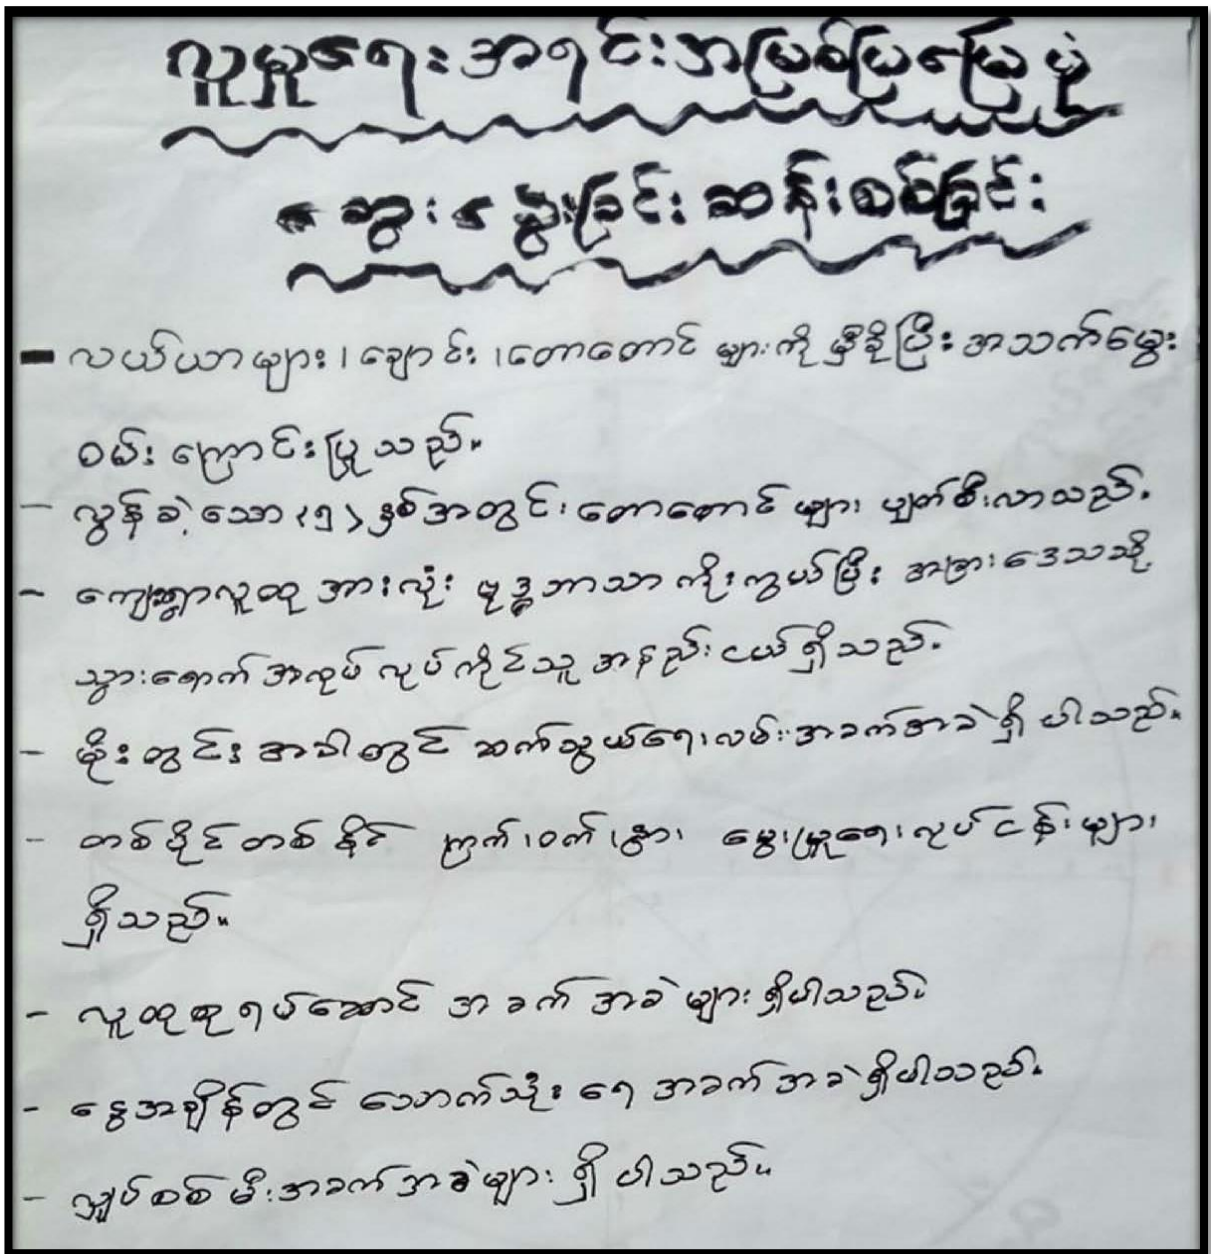 လူမှုရေးအရင်းအမြစ်ပြမြေပုံ
ဆွေးနွေးခြင်းဆန်းစစ်ခြင်း
- လယ်ယာများ၊ ချောင်း၊ တောတောင် များကို မှီခိုပြီးအသက်မွေး
ဝမ်းကြောင်းပြုသည်။
- လွန်ခဲ့သော (၅) နှစ်အတွင်း တောတောင် များ ပျတ်စီးလာသည်။
- ကျေးရွာလူထု အားလုံး ဗုဒ္ဓဘာသာ ကိုးကွယ်ပြီး အခြားဒေသသို့
သွားရောက်အလုပ် လုပ်ကိုင်သူ အနည်းငယ်ရှိသည်။
- မိုးတွင်းအခါတွင် ဆက်သွယ်ရေးလမ်းအခက်အခဲရှိ ပါသည်။
- တစ်ပိုင်တစ်နိုင် ကြက်၊ ဝက်၊ နွား မွေးမြူရေးလုပ်ငန်းများ
ရှိသည်။
- လူထုစုရပ်ဆောင် အခက်အခဲများရှိပါသည်။
- နွေအချိန်တွင် သောက်သုံးရေ အခက်အခဲရှိပါသည်။
- လျှပ်စစ်မီးအခက်အခဲများ ရှိ ပါသည်။